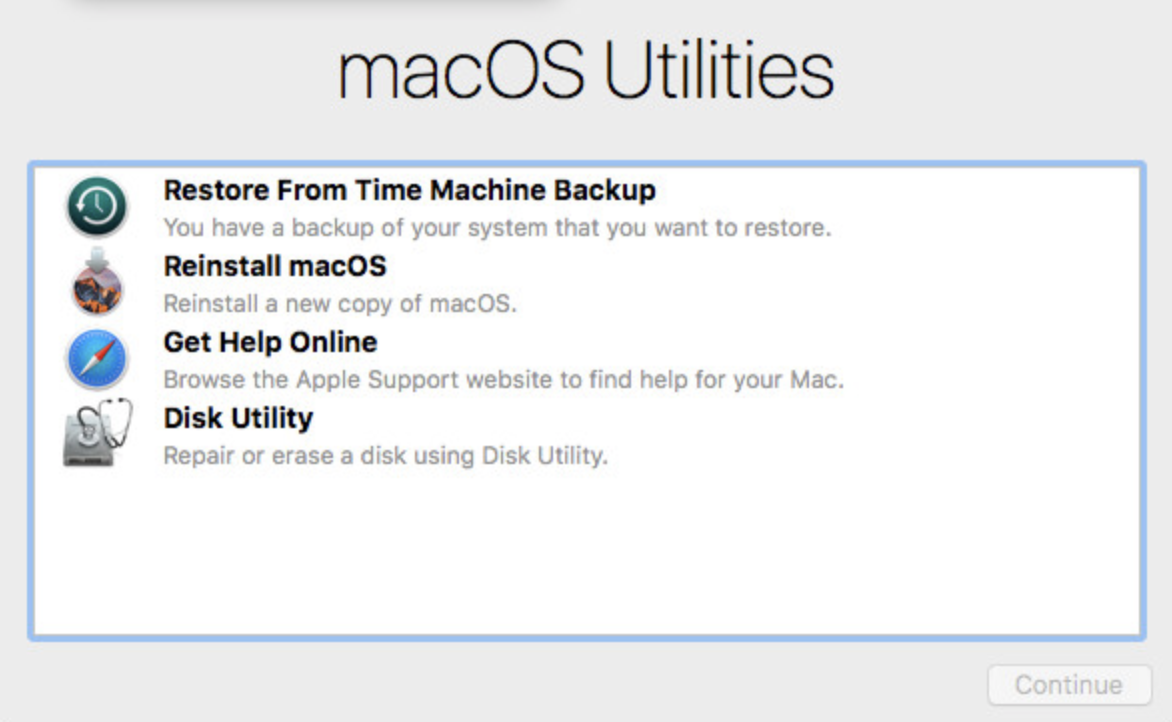 macOS Utilities
Restore From Time Machine Backup
You have a backup of your system that you want to restore.
Reinstall macOS
Reinstall a new copy of macOS.
Get Help Online
Browse the Apple Support website to find help for your Mac.
Disk Utility
Repair or erase a disk using Disk Utility.
Continue